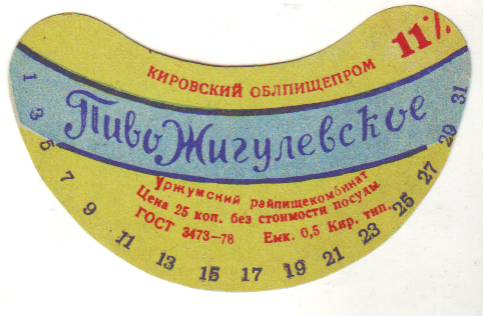 11%
КИРОВСКИЙ ОБЛПИЩЕПРОМ
Пиво Жигулевское
Уржумский райпищекомбинат
Цена 25 коп. без стоимости посуды
ГОСТ 3473-78 Емк. 0,5 Кир. тип.
1 3 5 7 9 11 13 15 17 19 21 23 25 27 29 31